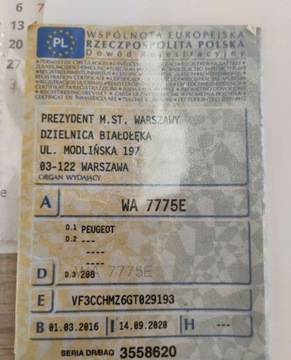 6 7
13
20
27
PL
WSPÓLNOTA EUROPEJSKA
RZECZPOSPOLITA POLSKA
Dowód Rejestracyjny
PREZYDENT M.ST. WARSZAWY
DZIELNICA BIAŁOŁĘKA
UL. MODLIŃSKA 197
03-122 WARSZAWA
ORGAN WYDAJĄCY
A WA 7775E
D.1 PEUGEOT
D.2 ---
----
----
D D.3 208
WA 7775E
E VF3CCHMZ6GT029193
B 01.03.2016 I 14.09.2020 H ---
SERIA DR/BAQ 3558620